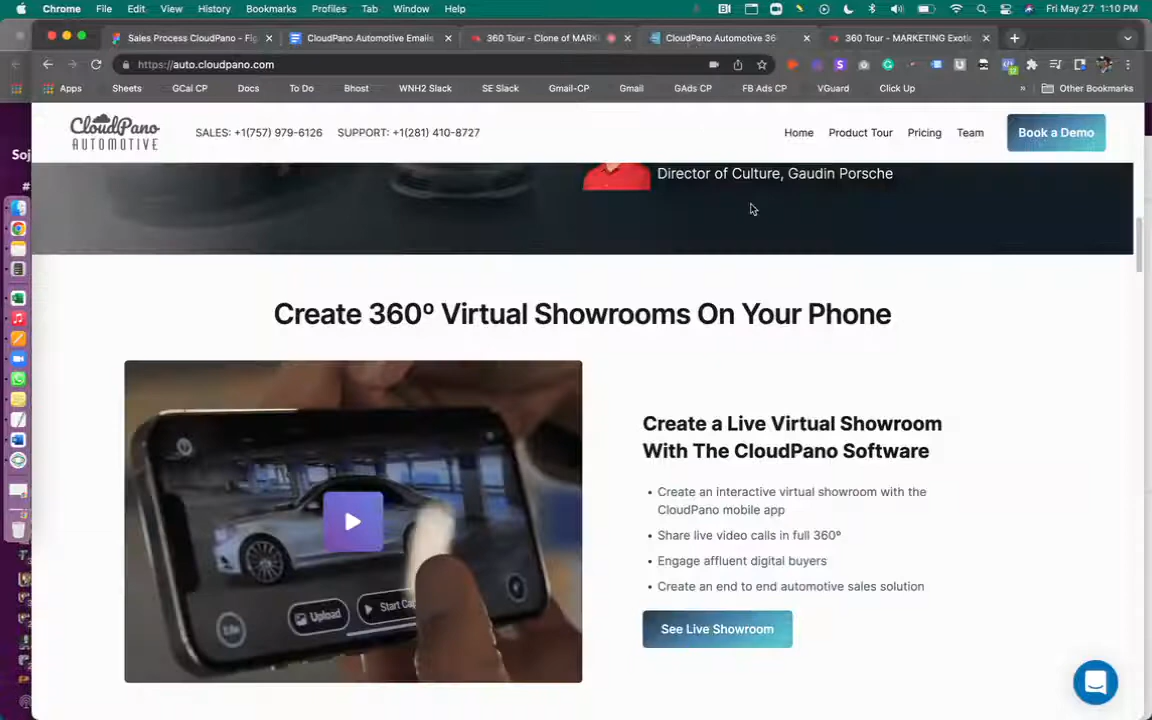 Chrome File Edit View History Bookmarks Profiles Tab Window Help Fri May 27 1:10 PM
Sales Process CloudPano - Fig CloudPano Automotive Emails 360 Tour - Clone of MARK CloudPano Automotive 36 360 Tour - MARKETING Exotic
https://auto.cloudpano.com
Apps Sheets GCal CP Docs To Do Bhost WNH2 Slack SE Slack Gmail-CP Gmail GAds CP FB Ads CP VGuard Click Up » Other Bookmarks
CloudPano
AUTOMOTIVE
SALES: +1(757) 979-6126 SUPPORT: +1(281) 410-8727
Home Product Tour Pricing Team Book a Demo
Soj
Director of Culture, Gaudin Porsche
Create 360º Virtual Showrooms On Your Phone
Create a Live Virtual Showroom
With The CloudPano Software
• Create an interactive virtual showroom with the
CloudPano mobile app
• Share live video calls in full 360º
• Engage affluent digital buyers
• Create an end to end automotive sales solution
Upload
Start Cap
See Live Showroom